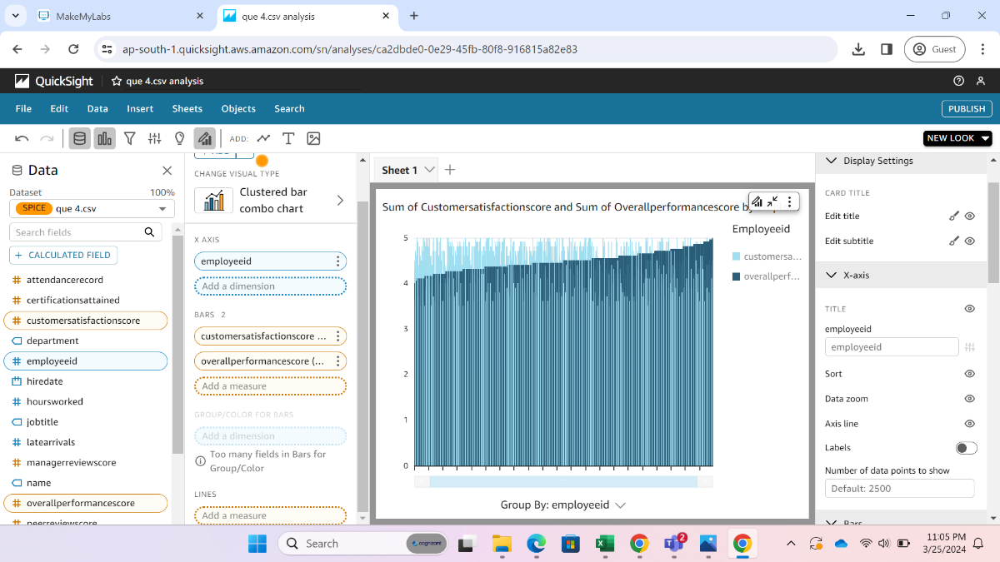 MakeMyLabs
que 4.csv analysis
ap-south-1.quicksight.aws.amazon.com/sn/analyses/ca2dbde0-0e29-45fb-80f8-916815a82e83
Guest
QuickSight
que 4.csv analysis
File Edit Data Insert Sheets Objects Search
PUBLISH
ADD:
NEW LOOK
Data
Dataset 100%
SPICE que 4.csv
Search fields
+ CALCULATED FIELD
attendancerecord
certificationsattained
customersatisfactionscore
department
employeeid
hiredate
hoursworked
jobtitle
latearrivals
managerreviewscore
name
overallperformancescore
peerreviewscore
CHANGE VISUAL TYPE
Clustered bar
combo chart
X AXIS
employeeid
Add a dimension
BARS 2
customersatisfactionscore ...
overallperformancescore (...
Add a measure
GROUP/COLOR FOR BARS
Add a dimension
Too many fields in Bars for
Group/Color
LINES
Add a measure
Sheet 1
Sum of Customersatisfactionscore and Sum of Overallperformancescore
Employeeid
customersa...
overallperf...
5
4
3
2
1
0
Group By: employeeid
Display Settings
CARD TITLE
Edit title
Edit subtitle
X-axis
TITLE
employeeid
employeeid
Sort
Data zoom
Axis line
Labels
Number of data points to show
Default: 2500
Bars
Search
cognizant
2
11:05 PM
3/25/2024